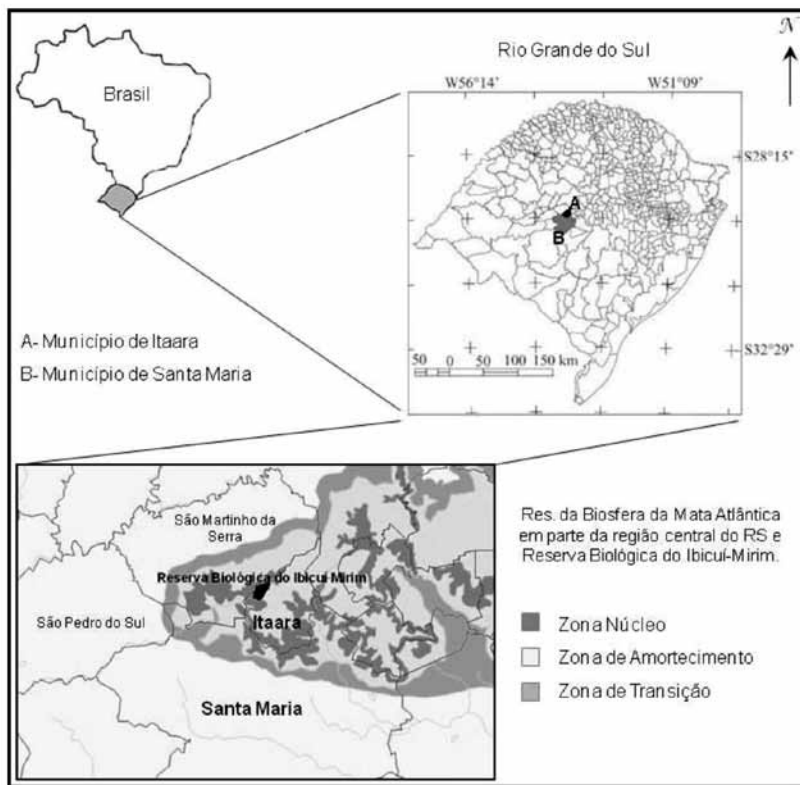 N
Rio Grande do Sul
Brasil
W56°14´ W51°09´
S28°15´
A
B
S32°29´
50 0 50 100 150 km
A- Município de Itaara
B- Município de Santa Maria
São Martinho da
Serra
Reserva Biológica do Ibicuí Mirim
São Pedro do Sul
Itaara
Santa Maria
Res. da Biosfera da Mata Atlântica
em parte da região central do RS e
Reserva Biológica do Ibicuí-Mirim.
Zona Núcleo
Zona de Amortecimento
Zona de Transição